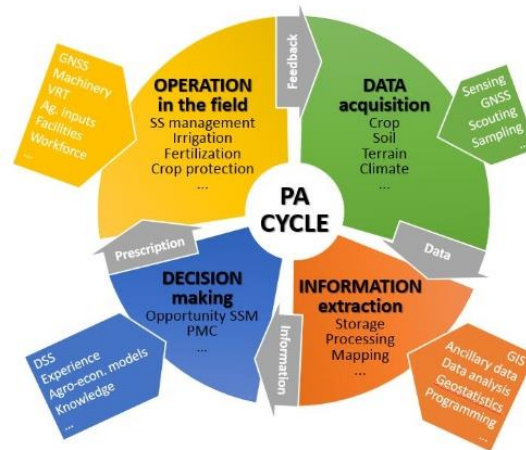 GNSS
Machinery
VRT
Ag. inputs
Facilities
Workforce
...
OPERATION
in the field
SS management
Irrigation
Fertilization
Crop protection
...
Feedback
DATA
acquisition
Crop
Soil
Terrain
Climate
...
Sensing
GNSS
Scouting
Sampling
...
PA
CYCLE
Prescription
Data
DECISION
making
Opportunity SSM
PMC
...
Information
INFORMATION
extraction
Storage
Processing
Mapping
...
DSS
Experience
Agro-econ. models
Knowledge
...
GIS
Ancillary data
Data analysis
Geostatistics
Programming
...